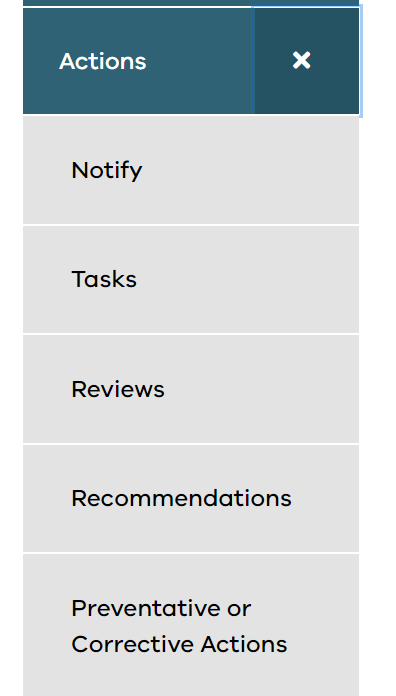 Actions
Notify
Tasks
Reviews
Recommendations
Preventative or
Corrective Actions